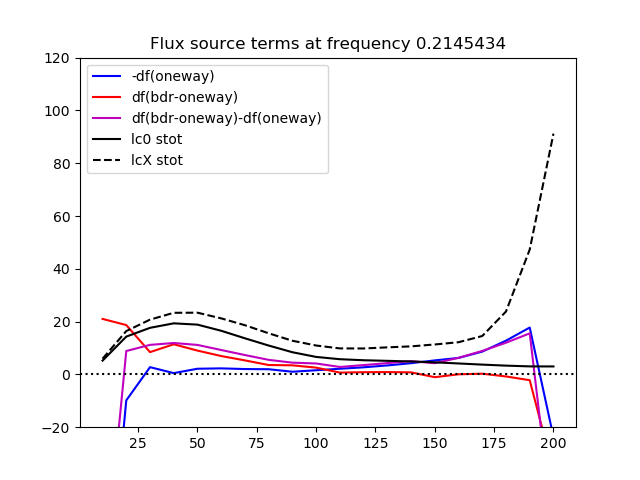 Flux source terms at frequency 0.2145434
120
100
80
60
40
20
0
−20
-df(oneway)
df(bdr-oneway)
df(bdr-oneway)-df(oneway)
lc0 stot
lcX stot
25 50 75 100 125 150 175 200